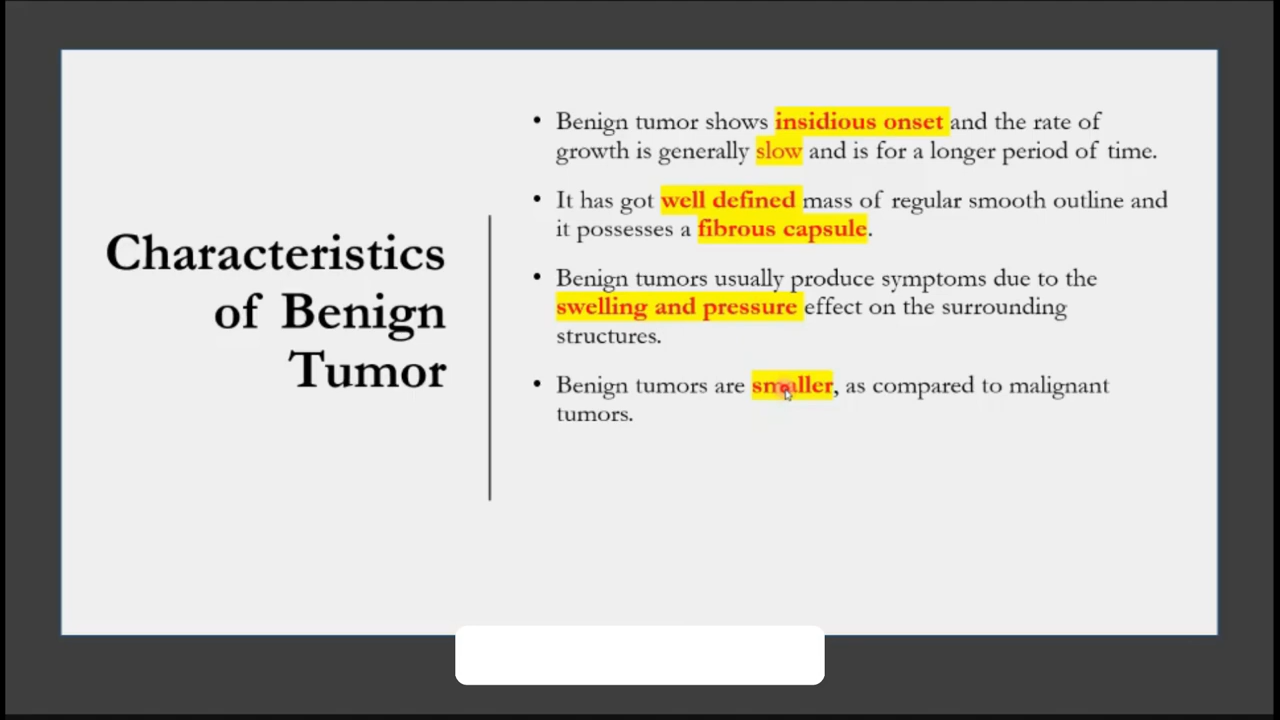 Characteristics
of Benign
Tumor
• Benign tumor shows insidious onset and the rate of
growth is generally slow and is for a longer period of time.
• It has got well defined mass of regular smooth outline and
it possesses a fibrous capsule.
• Benign tumors usually produce symptoms due to the
swelling and pressure effect on the surrounding
structures.
• Benign tumors are smaller, as compared to malignant
tumors.